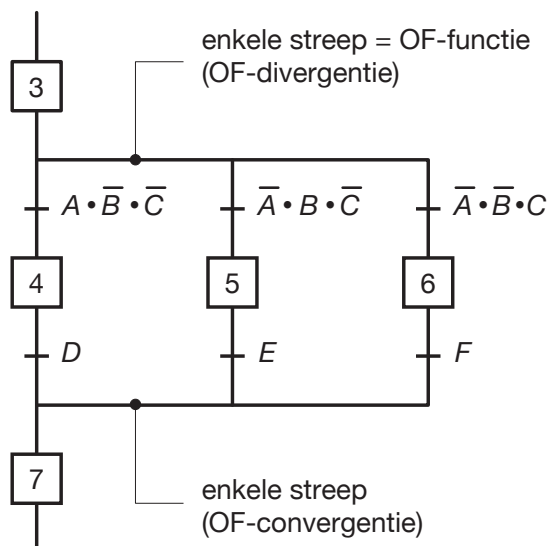 enkele streep = OF-functie
(OF-divergentie)
3
A • B̅ • C̅
A̅ • B • C̅
A̅ • B̅ • C
4
5
6
D
E
F
7
enkele streep
(OF-convergentie)